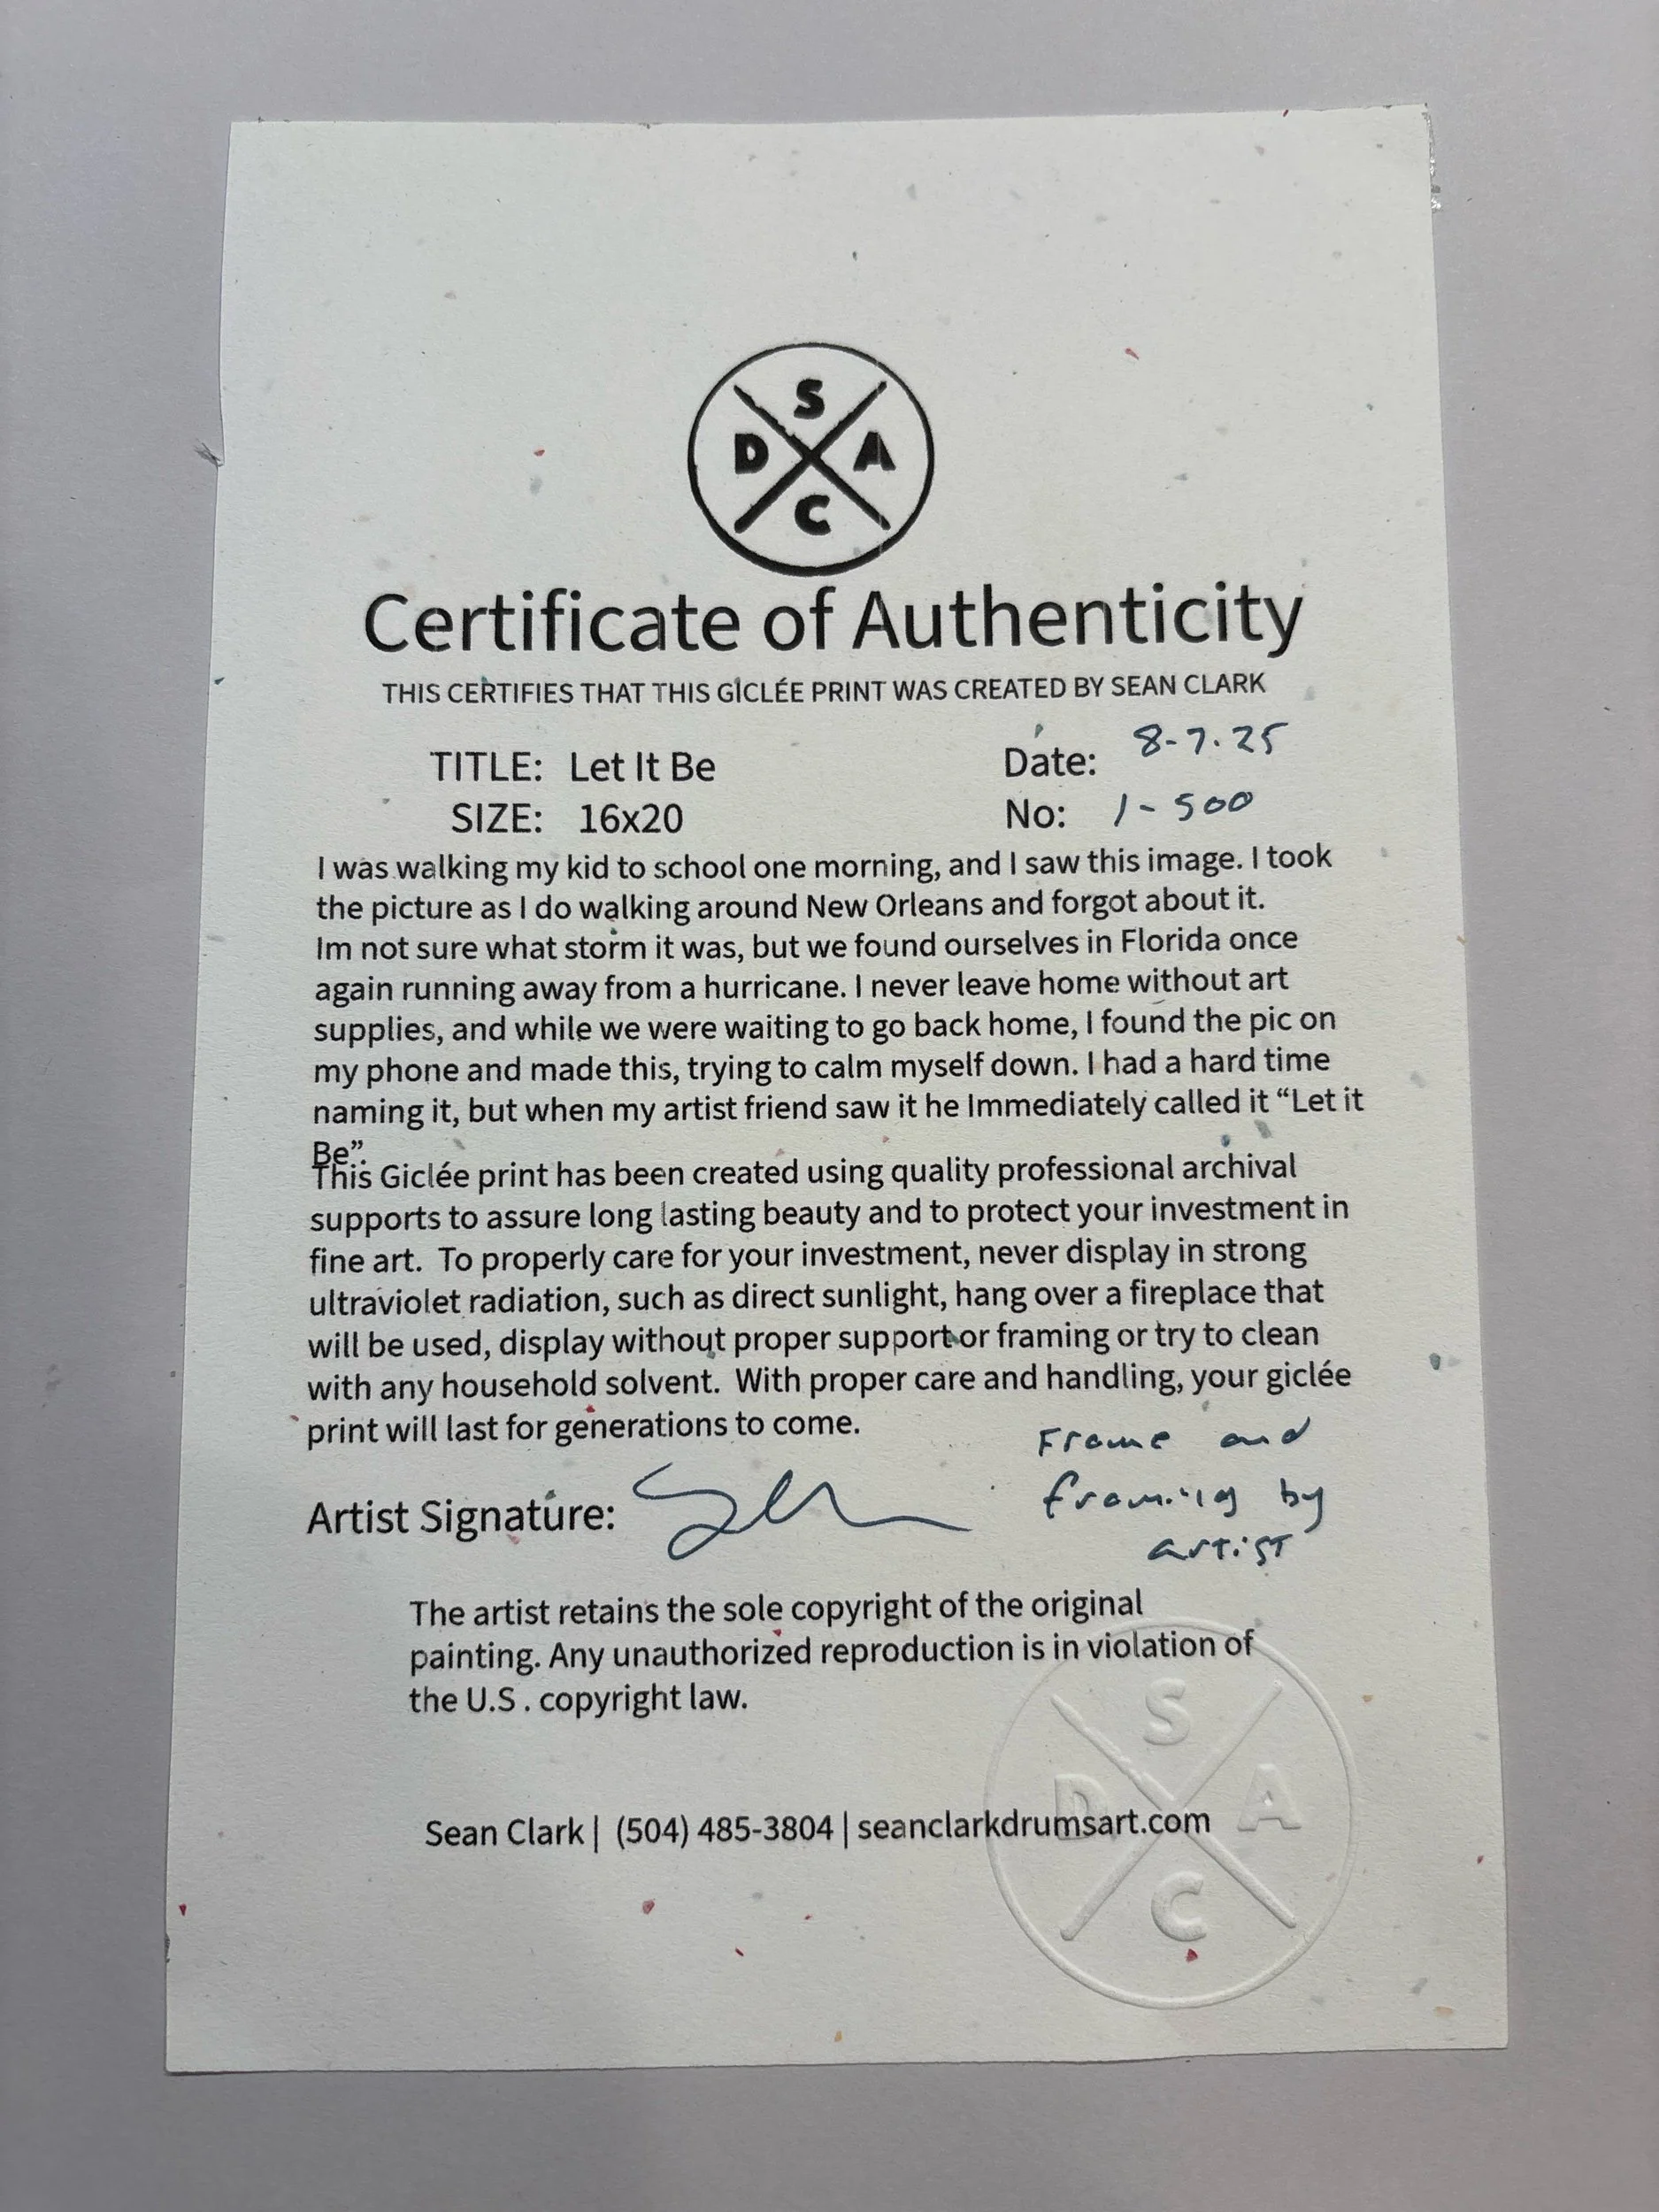 S
D A
C
Certificate of Authenticity
THIS CERTIFIES THAT THIS GICLÉE PRINT WAS CREATED BY SEAN CLARK
TITLE: Let It Be Date: 8-7-25
SIZE: 16x20 No: 1-500
I was walking my kid to school one morning, and I saw this image. I took
the picture as I do walking around New Orleans and forgot about it.
Im not sure what storm it was, but we found ourselves in Florida once
again running away from a hurricane. I never leave home without art
supplies, and while we were waiting to go back home, I found the pic on
my phone and made this, trying to calm myself down. I had a hard time
naming it, but when my artist friend saw it he Immediately called it “Let it
Be”.
This Giclée print has been created using quality professional archival
supports to assure long lasting beauty and to protect your investment in
fine art. To properly care for your investment, never display in strong
ultraviolet radiation, such as direct sunlight, hang over a fireplace that
will be used, display without proper support or framing or try to clean
with any household solvent. With proper care and handling, your giclée
print will last for generations to come.
Frame and
framing by
artist
Artist Signature:
The artist retains the sole copyright of the original
painting. Any unauthorized reproduction is in violation of
the U.S. copyright law.
Sean Clark | (504) 485-3804 | seanclarkdrumsart.com
S
D A
C